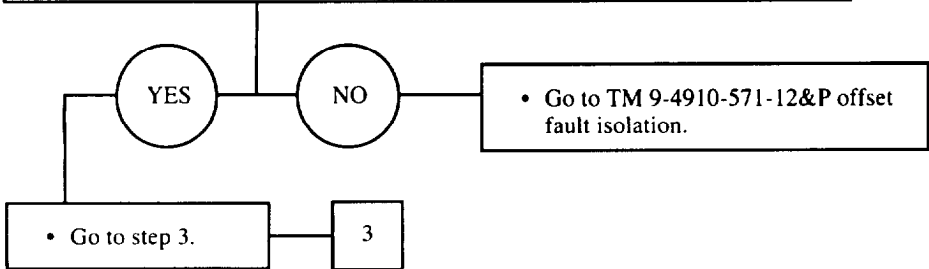 YES
NO
• Go to TM 9-4910-571-12&P offset
fault isolation.
• Go to step 3.
3